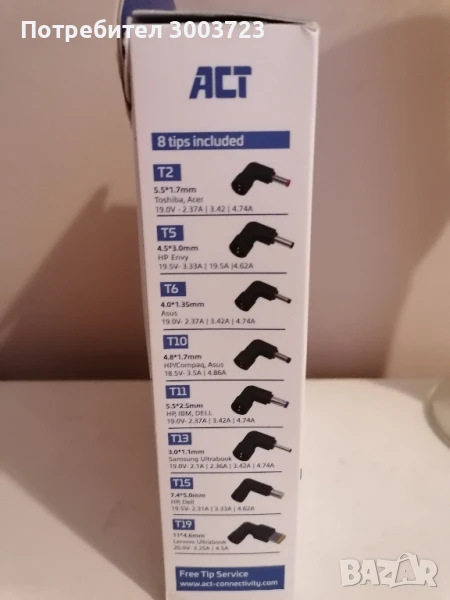 Потребител 3003723
ACT
8 tips included
T2
5.5*1.7mm
Toshiba, Acer
19.0V - 2.37A | 3.42 | 4.74A
T5
4.5*3.0mm
HP Envy
19.5V- 3.33A | 19.5A |4.62A
T6
4.0*1.35mm
Asus
19.0V- 2.37A | 3.42A | 4.74A
T10
4.8*1.7mm
HP/Compaq, Asus
18.5V- 3.5A | 4.86A
T11
5.5*2.5mm
HP, IBM, DELL
19.0V- 2.37A | 3.42A | 4.74A
T13
3.0*1.1mm
Samsung Ultrabook
19.0V- 2.1A | 2.36A | 3.42A | 4.74A
T15
7.4*5.0mm
HP, Dell
19.5V- 2.31A | 3.33A | 4.62A
T19
11*4.6mm
Lenovo Ultrabook
20.0V- 3.25A | 4.5A
Free Tip Service
www.act-connectivity.com
BAZAR